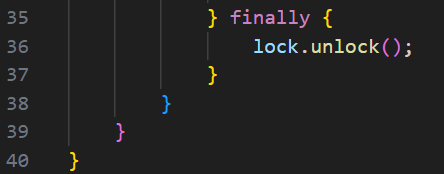 35 } finally {
36 lock.unlock();
37 }
38 }
39 }
40 }